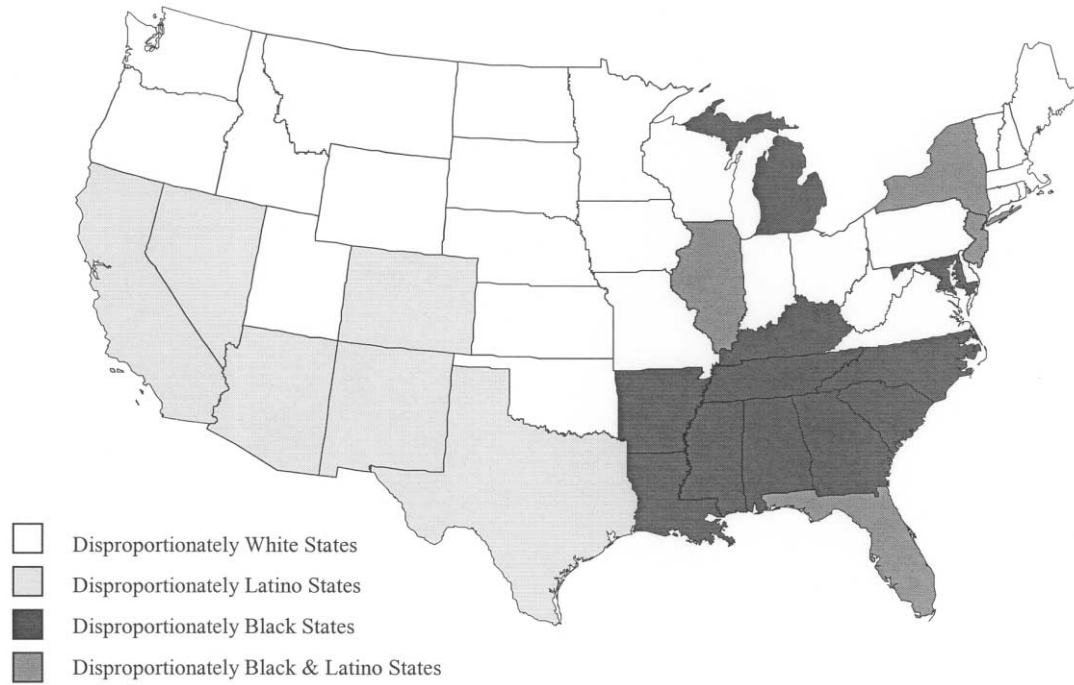 Disproportionately White States
Disproportionately Latino States
Disproportionately Black States
Disproportionately Black & Latino States